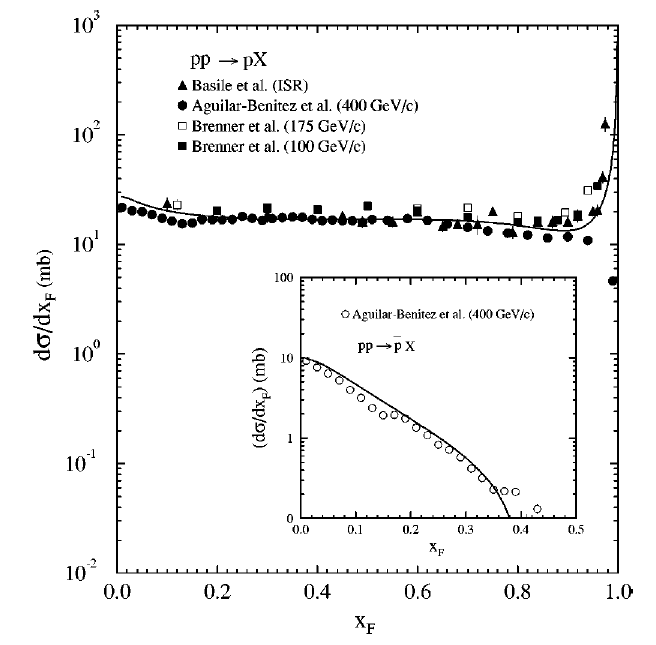 10³
pp → pX
Basile et al. (ISR)
Aguilar-Benitez et al. (400 GeV/c)
Brenner et al. (175 GeV/c)
Brenner et al. (100 GeV/c)
10²
10¹
10⁰
10⁻¹
10⁻²
dσ/dx_F (mb)
0.0 0.2 0.4 0.6 0.8 1.0
x_F
100
10
1
0
(dσ/dx_F) (mb)
Aguilar-Benitez et al. (400 GeV/c)
pp → p̅ X
0.0 0.1 0.2 0.3 0.4 0.5
x_F